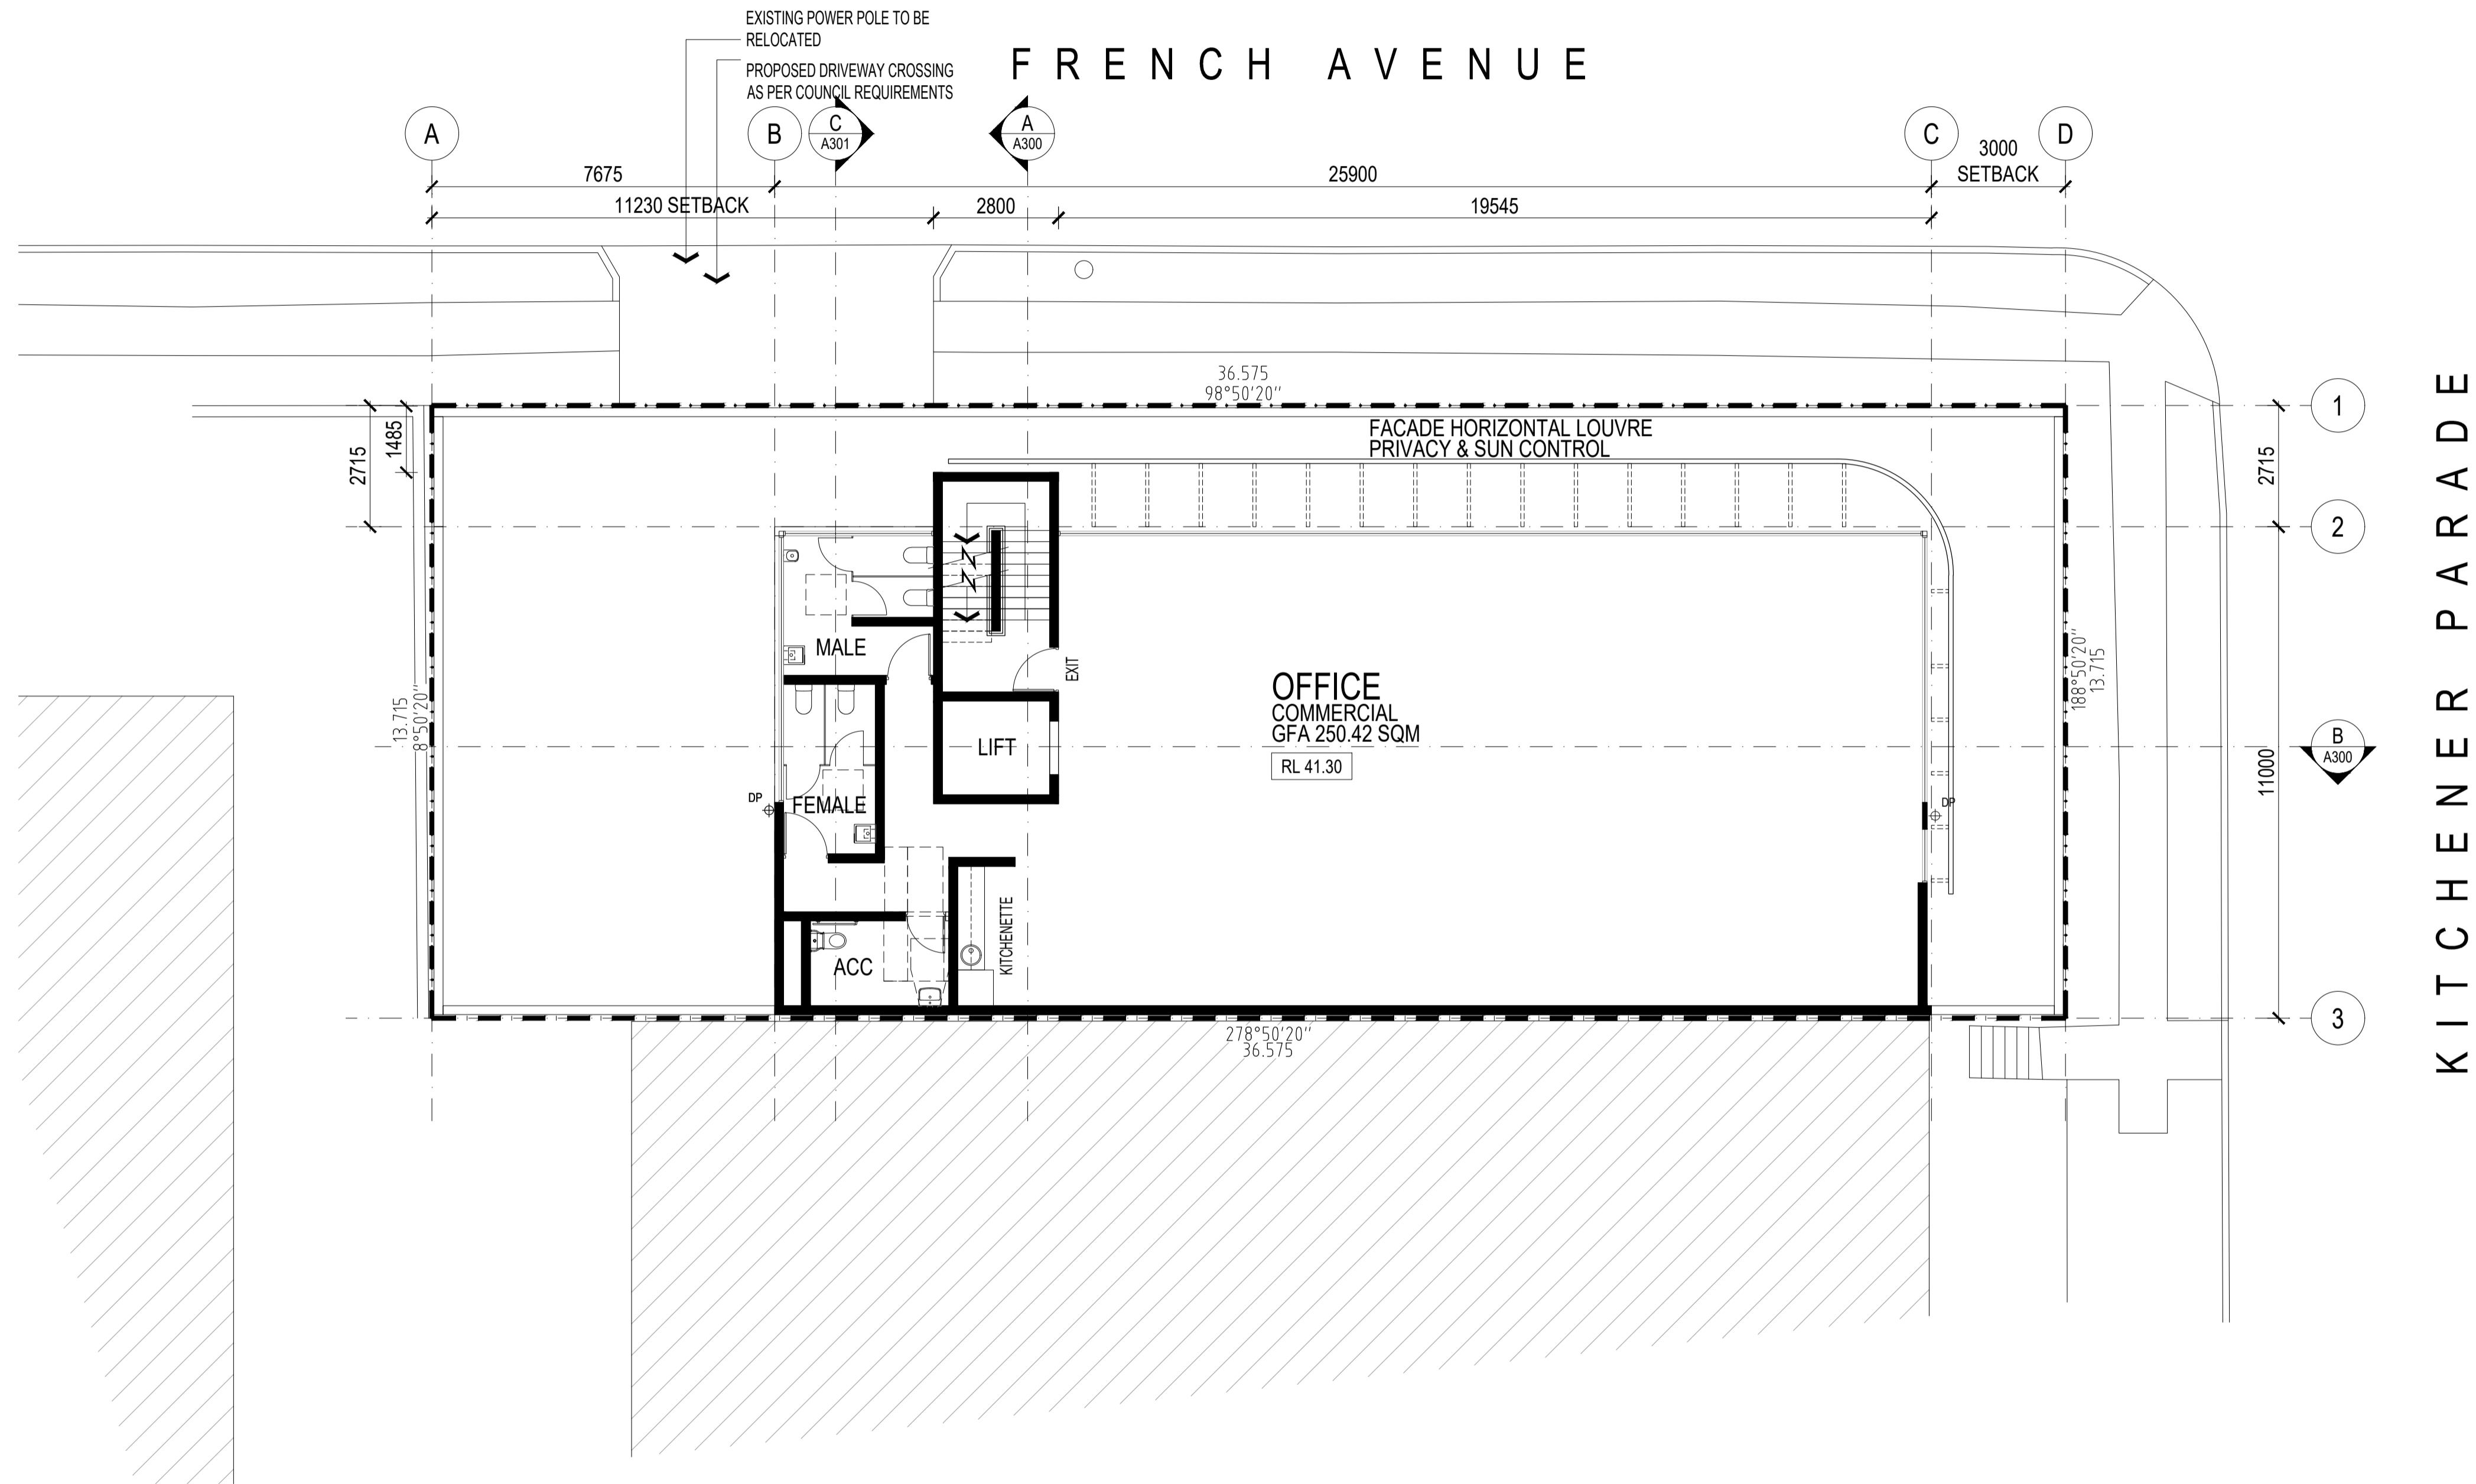 EXISTING POWER POLE TO BE
RELOCATED
PROPOSED DRIVEWAY CROSSING
AS PER COUNCIL REQUIREMENTS
FRENCH AVENUE
A
B
C
A301
A
A300
C
D
7675
25900
3000
SETBACK
11230 SETBACK
2800
19545
36.575
98°50'20''
1
2715
1485
FACADE HORIZONTAL LOUVRE
PRIVACY & SUN CONTROL
2715
2
MALE
EXIT
OFFICE
COMMERCIAL
GFA 250.42 SQM
RL 41.30
LIFT
13.715
8°50'20''
188°50'20''
13.715
B
A300
11000
DP
FEMALE
DP
KITCHENETTE
ACC
3
278°50'20''
36.575
KITCHENER PARADE